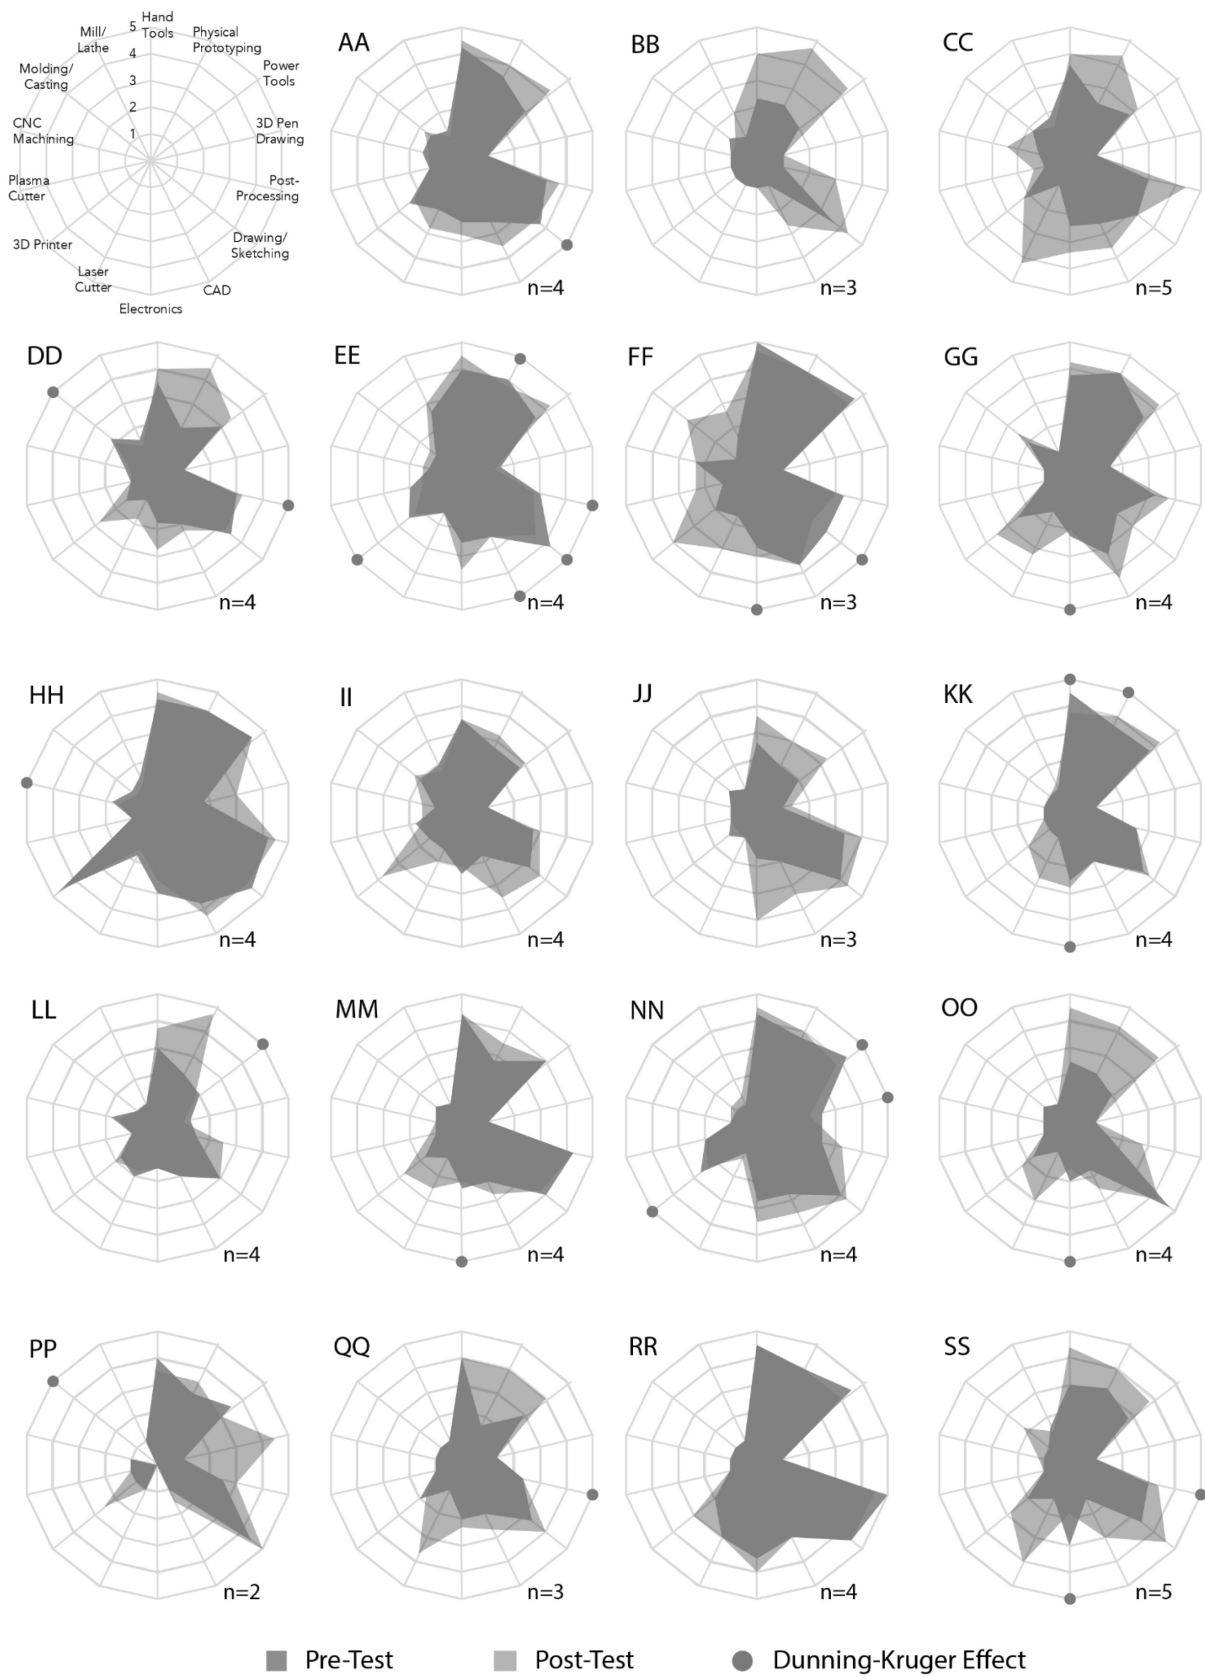 Hand
Tools
Physical
Prototyping
Power
Tools
3D Pen
Drawing
Post-
Processing
Drawing/
Sketching
CAD
Electronics
Laser
Cutter
3D Printer
Plasma
Cutter
CNC
Machining
Molding/
Casting
Mill/
Lathe
5
4
3
2
1
AA
n=4
BB
n=3
CC
n=5
DD
n=4
EE
n=4
FF
n=3
GG
n=4
HH
n=4
II
n=4
JJ
n=3
KK
n=4
LL
n=4
MM
n=4
NN
n=4
OO
n=4
PP
n=2
QQ
n=3
RR
n=4
SS
n=5
Pre-Test
Post-Test
Dunning-Kruger Effect